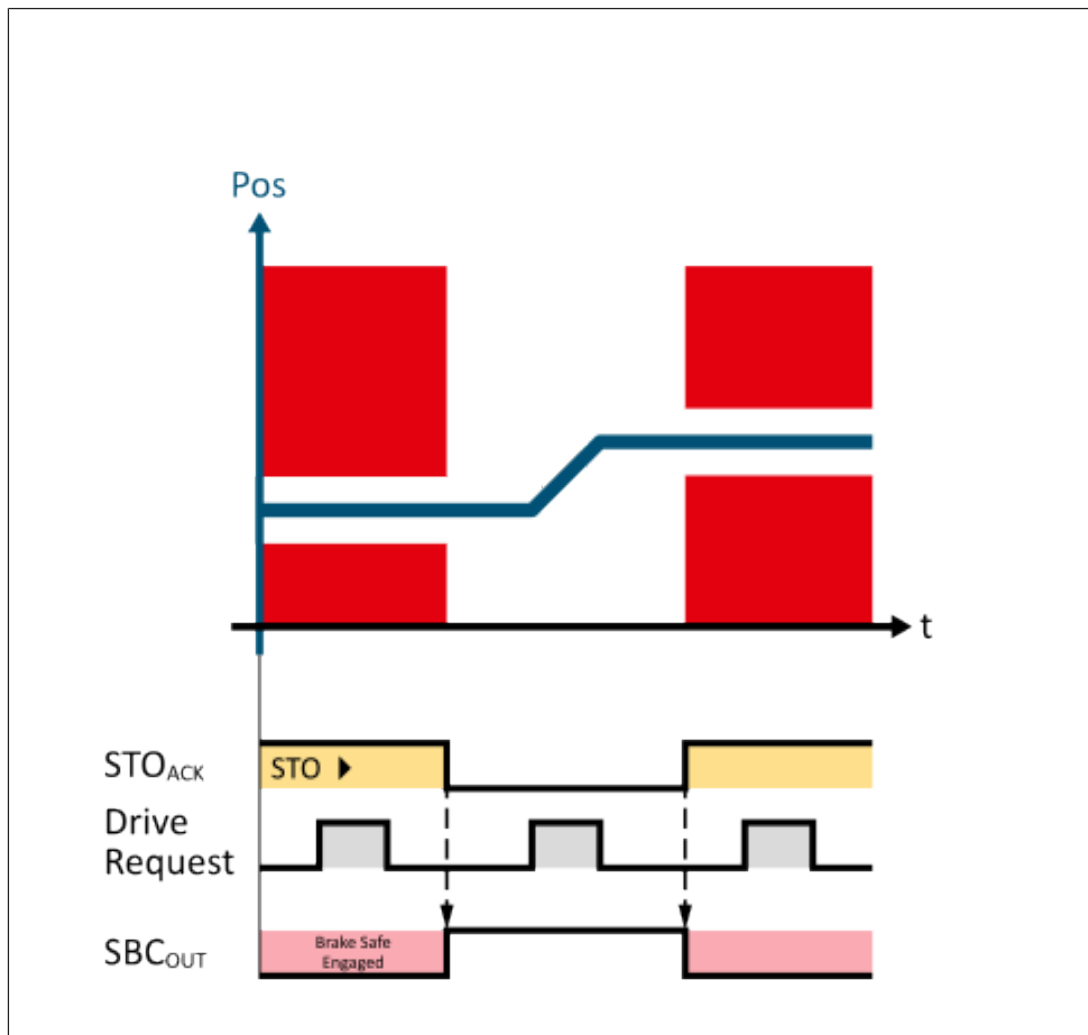 Pos
t
STOACK
STO
Drive
Request
SBCOUT
Brake Safe
Engaged